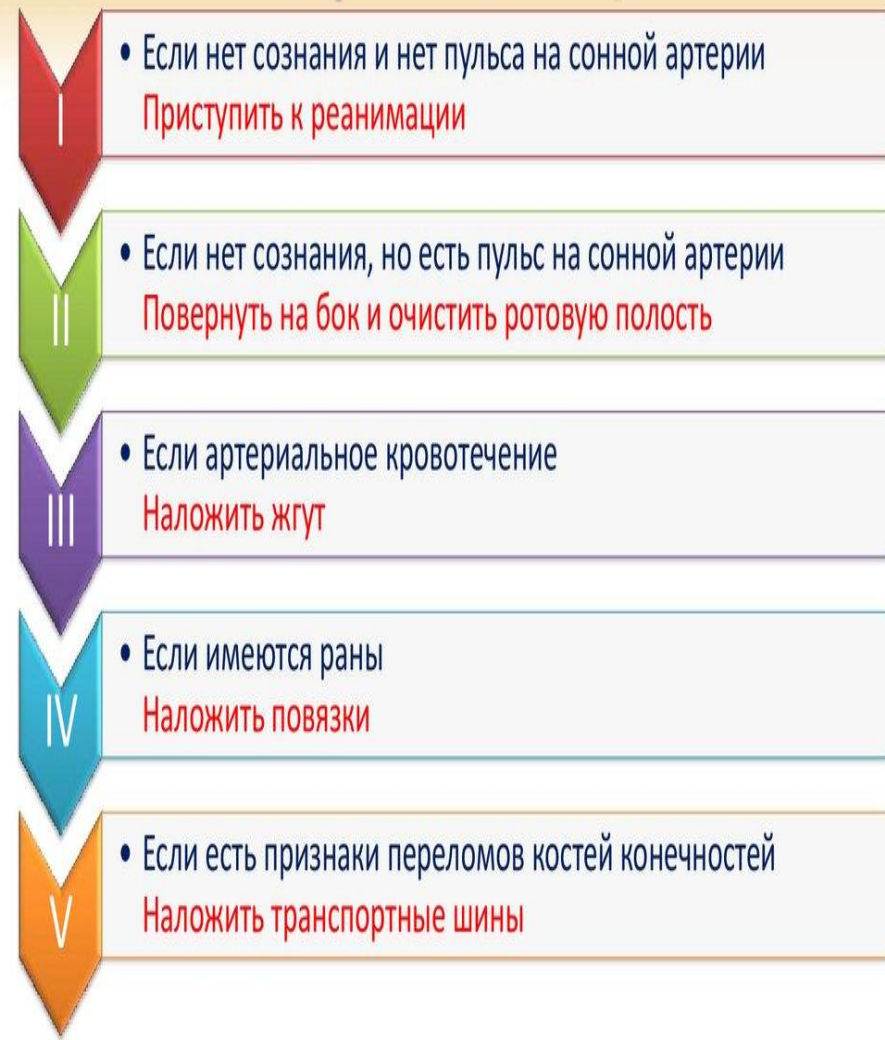 I
• Если нет сознания и нет пульса на сонной артерии
Приступить к реанимации
II
• Если нет сознания, но есть пульс на сонной артерии
Повернуть на бок и очистить ротовую полость
III
• Если артериальное кровотечение
Наложить жгут
IV
• Если имеются раны
Наложить повязки
V
• Если есть признаки переломов костей конечностей
Наложить транспортные шины